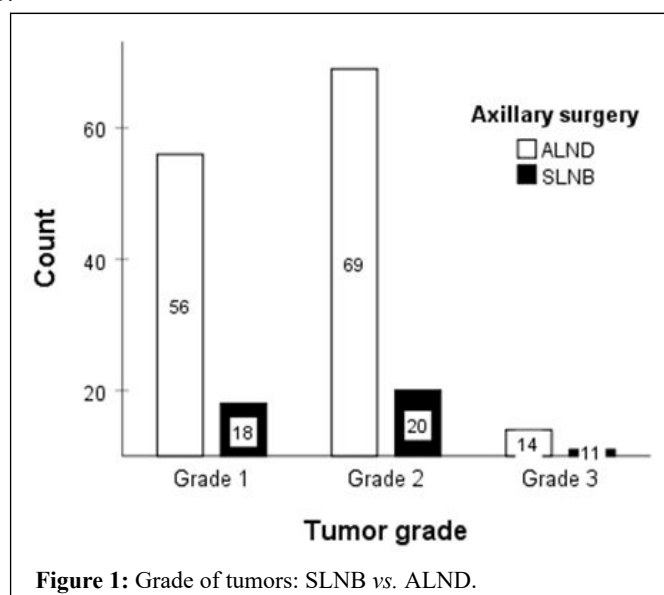 Axillary surgery
ALND
SLNB
Count
60
40
20
56
18
69
20
14
11
Grade 1 Grade 2 Grade 3
Tumor grade
Figure 1: Grade of tumors: SLNB vs. ALND.